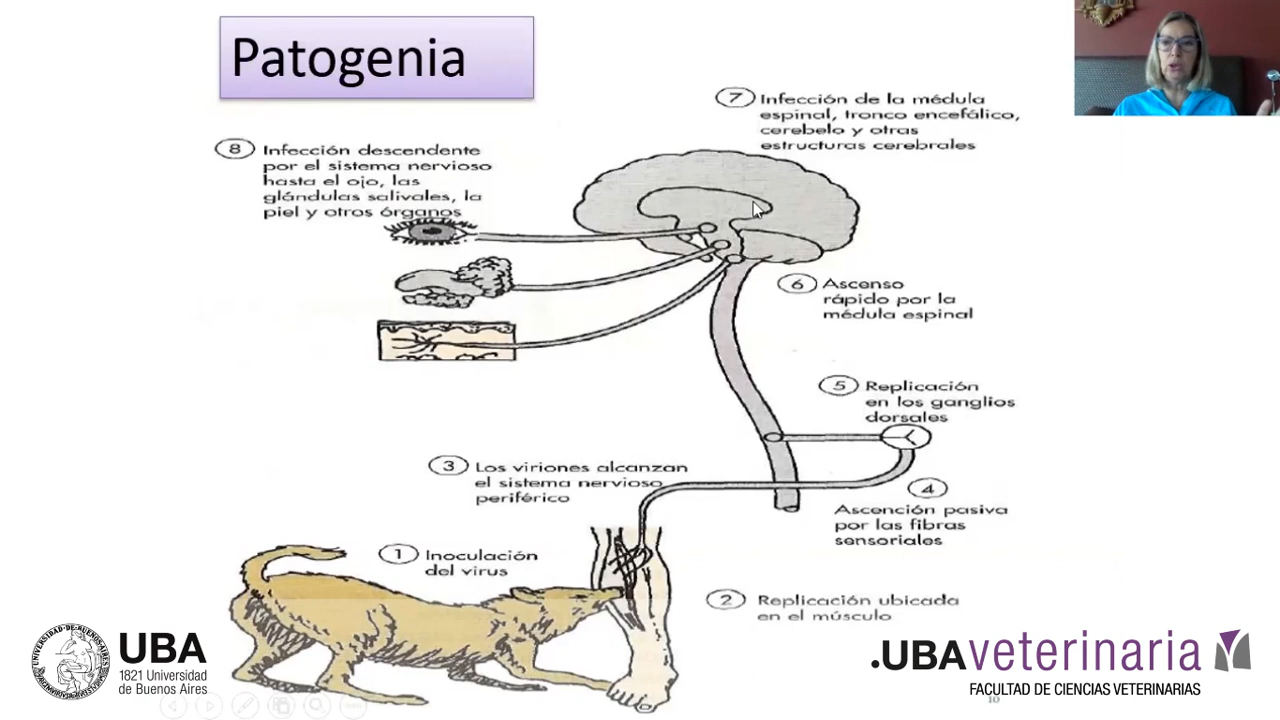 Patogenia
7 Infección de la médula
espinal, tronco encefálico,
cerebelo y otras
estructuras cerebrales
8 Infección descendente
por el sistema nervioso
hasta el ojo, las
glándulas salivales, la
piel y otros órganos
6 Ascenso
rápido por la
médula espinal
5 Replicación
en los ganglios
dorsales
3 Los viriones alcanzan
el sistema nervioso
periférico
4
Ascención pasiva
por las fibras
sensoriales
1 Inoculación
del virus
2 Replicación ubicada
en el músculo
UBA
1821 Universidad
de Buenos Aires
.UBAveterinaria
FACULTAD DE CIENCIAS VETERINARIAS
10